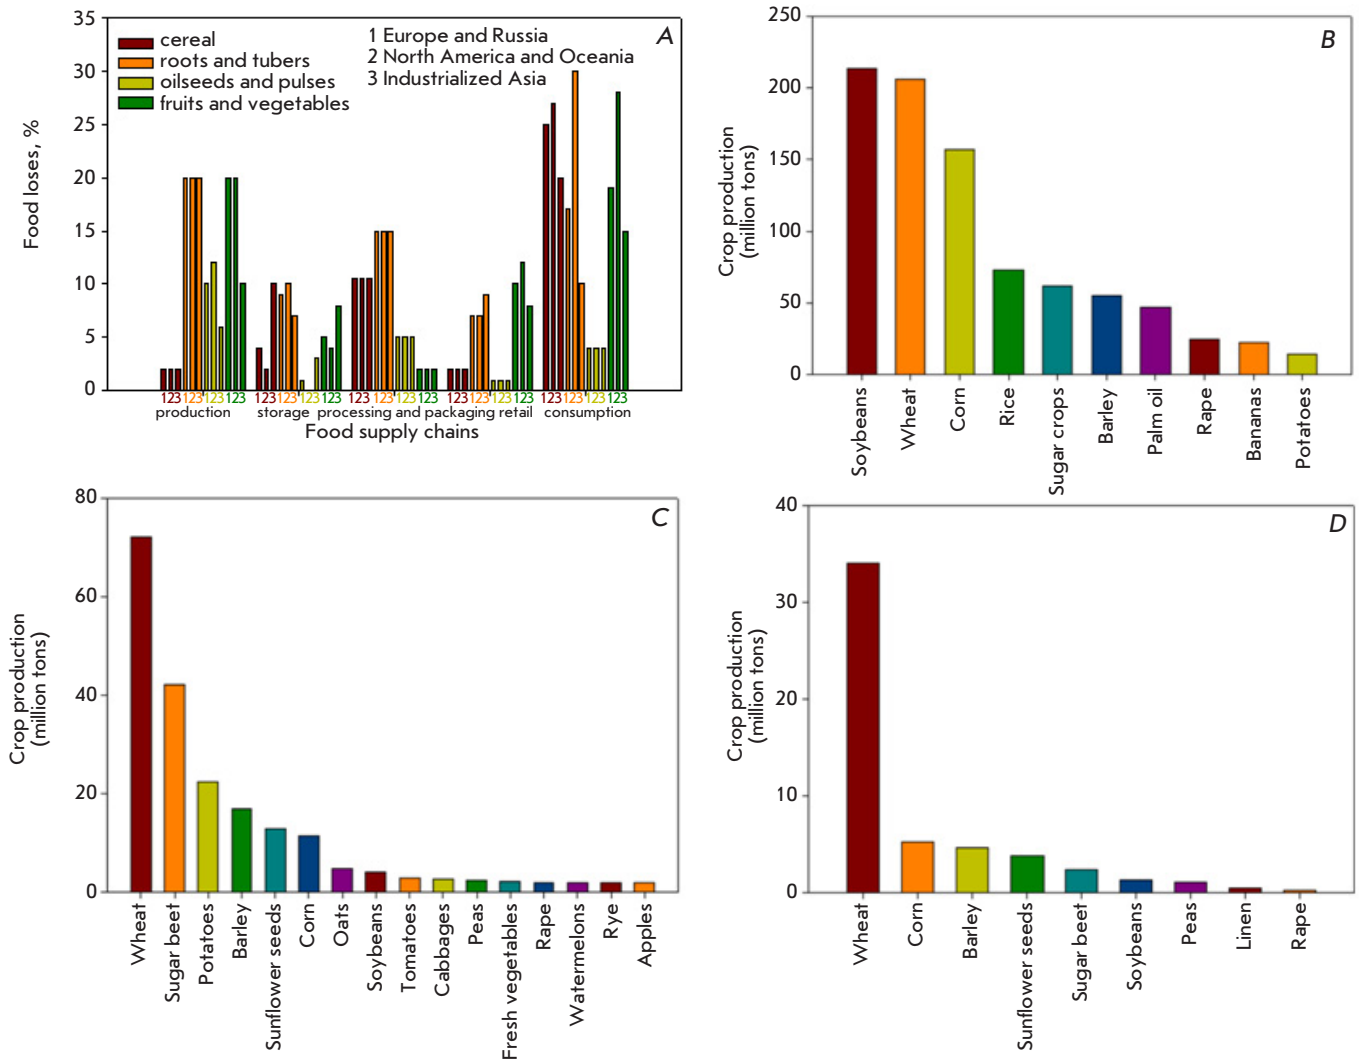 A
cereal
roots and tubers
oilseeds and pulses
fruits and vegetables
1 Europe and Russia
2 North America and Oceania
3 Industrialized Asia
Food losses, %
35
30
25
20
15
10
5
0
123 123 123 123
123 123 123 123
123 123 123 123
123 123 123 123
123 123 123 123
production storage processing and packaging retail consumption
Food supply chains
B
Crop production
(million tons)
250
200
150
100
50
0
Soybeans
Wheat
Corn
Rice
Sugar crops
Barley
Palm oil
Rape
Bananas
Potatoes
C
Crop production
(million tons)
80
60
40
20
0
Wheat
Sugar beet
Potatoes
Barley
Sunflower seeds
Corn
Oats
Soybeans
Tomatoes
Cabbages
Peas
Fresh vegetables
Rape
Watermelons
Rye
Apples
D
Crop production
(million tons)
40
30
20
10
0
Wheat
Corn
Barley
Sunflower seeds
Sugar beet
Soybeans
Peas
Linen
Rape